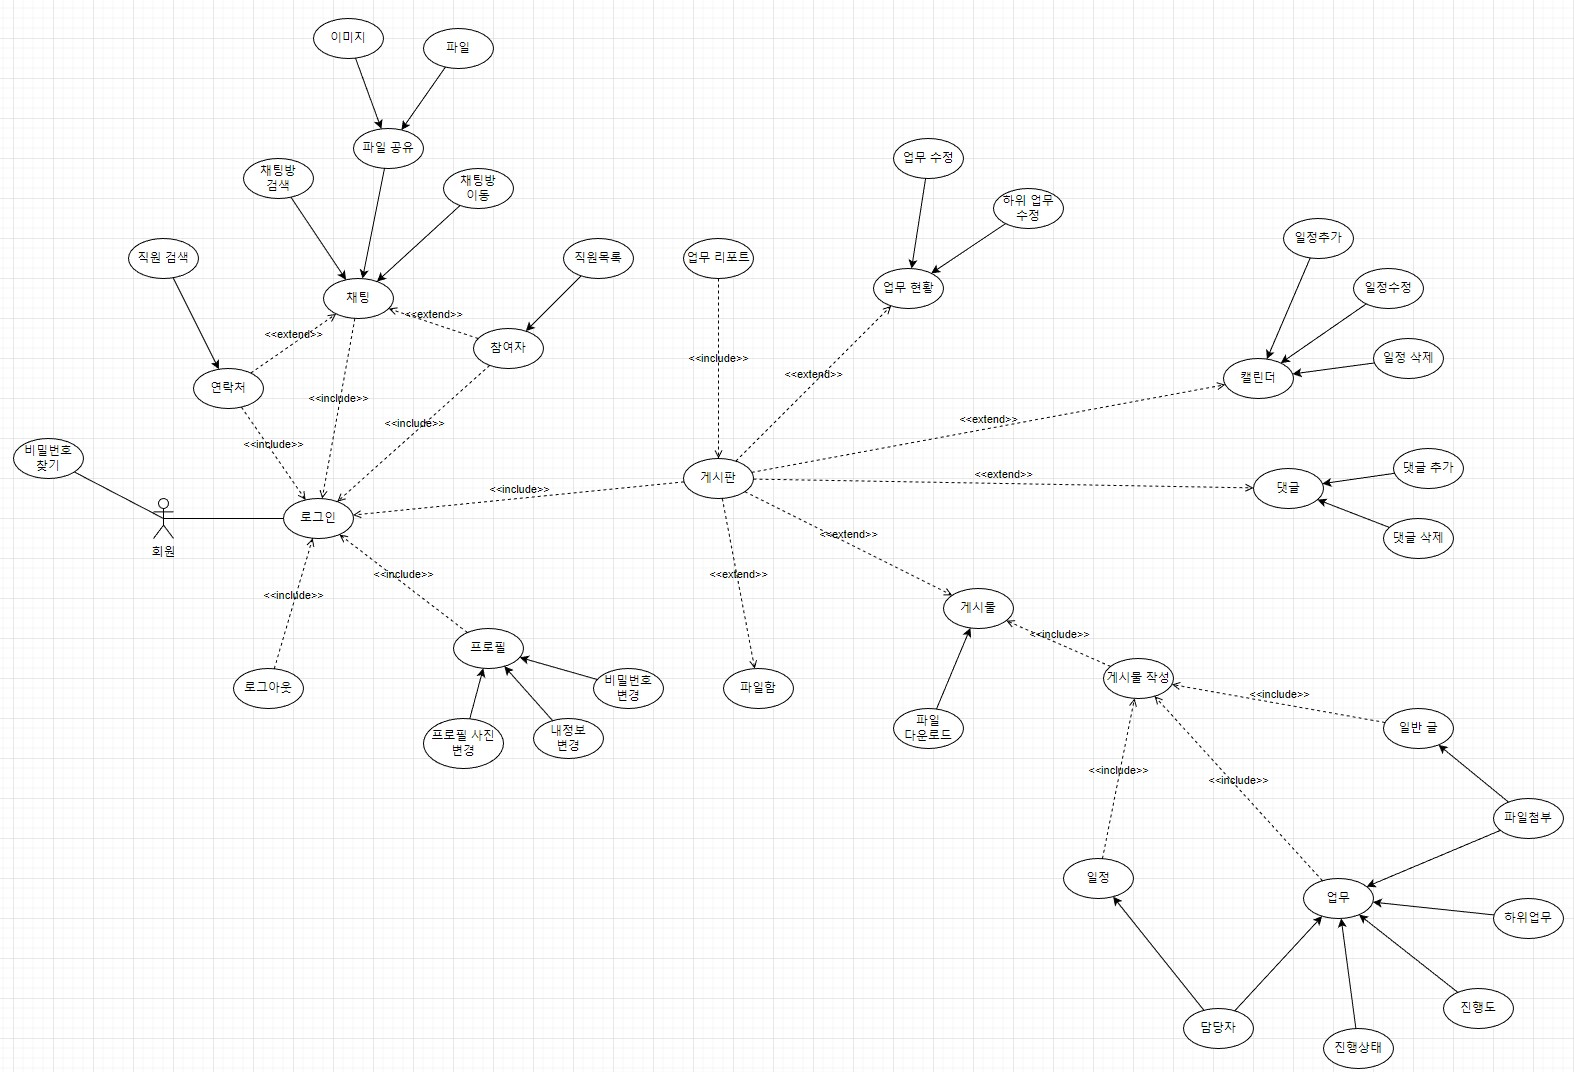 이미지
파일
파일 공유
채팅방
검색
채팅방
이동
직원 검색
채팅
직원목록
<<extend>>
<<extend>>
참여자
연락처
<<include>>
<<include>>
<<include>>
비밀번호
찾기
회원
로그인
<<include>>
<<include>>
<<include>>
로그아웃
프로필
비밀번호
변경
프로필 사진
변경
내정보
변경
업무 리포트
<<include>>
게시판
업무 수정
하위 업무
수정
업무 현황
<<extend>>
일정추가
일정수정
일정 삭제
캘린더
<<extend>>
<<extend>>
댓글
댓글 추가
댓글 삭제
<<extend>>
<<extend>>
파일함
게시물
파일
다운로드
<<include>>
게시물 작성
<<include>>
일반 글
<<include>>
<<include>>
파일첨부
일정
업무
하위업무
진행도
담당자
진행상태